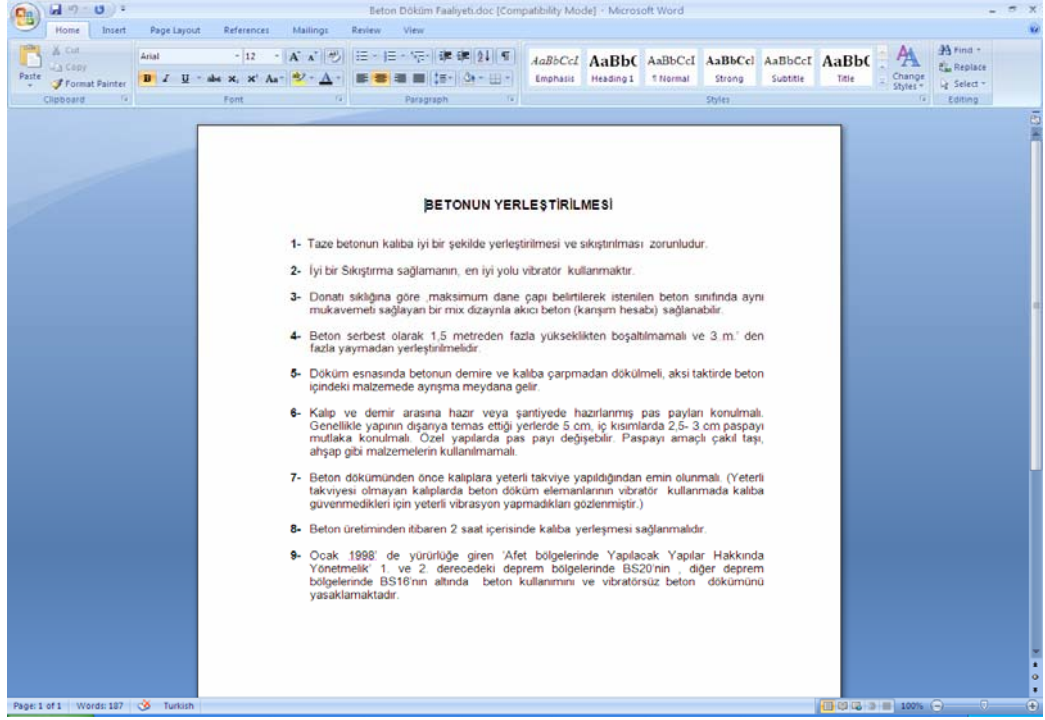 Beton Döküm Faaliyeti.doc [Compatibility Mode] - Microsoft Word
Home Insert Page Layout References Mailings Review View
Paste
Cut
Copy
Format Painter
Clipboard
Arial 12
Font
Paragraph
AaBbCcI AaBb( AaBbCcI AaBbCcl AaBbCcI AaBb(
Emphasis Heading 1 ¶ Normal Strong Subtitle Title
Change Styles
Styles
Find
Replace
Select
Editing
BETONUN YERLEŞTİRİLMESİ
1- Taze betonun kalıba iyi bir şekilde yerleştirilmesi ve sıkıştırılması zorunludur.
2- İyi bir Sıkıştırma sağlamanın, en iyi yolu vibratör kullanmaktır.
3- Donatı sıklığına göre ,maksimum dane çapı belirtilerek istenilen beton sınıfında aynı
mukavemeti sağlayan bir mix dizaynla akıcı beton (karışım hesabı) sağlanabilir.
4- Beton serbest olarak 1,5 metreden fazla yükseklikten boşaltılmamalı ve 3 m.' den
fazla yaymadan yerleştirilmelidir.
5- Döküm esnasında betonun demire ve kalıba çarpmadan dökülmeli, aksi taktirde beton
içindeki malzemede ayrışma meydana gelir.
6- Kalıp ve demir arasına hazır veya şantiyede hazırlanmış pas payları konulmalı.
Genellikle yapının dışarıya temas ettiği yerlerde 5 cm, iç kısımlarda 2,5- 3 cm paspayı
mutlaka konulmalı. Özel yapılarda pas payı değişebilir. Paspayı amaçlı çakıl taşı,
ahşap gibi malzemelerin kullanılmamalı.
7- Beton dökümünden önce kalıplara yeterli takviye yapıldığından emin olunmalı. (Yeterli
takviyesi olmayan kalıplarda beton döküm elemanlarının vibratör kullanmada kalıba
güvenmedikleri için yeterli vibrasyon yapmadıkları gözlenmiştir.)
8- Beton üretiminden itibaren 2 saat içerisinde kalıba yerleşmesi sağlanmalıdır.
9- Ocak 1998' de yürürlüğe giren 'Afet bölgelerinde Yapılacak Yapılar Hakkında
Yönetmelik' 1. ve 2. derecedeki deprem bölgelerinde BS20'nin , diğer deprem
bölgelerinde BS16'nın altında beton kullanımını ve vibratörsüz beton dökümünü
yasaklamaktadır.
Page: 1 of 1 Words: 187 Turkish 100%